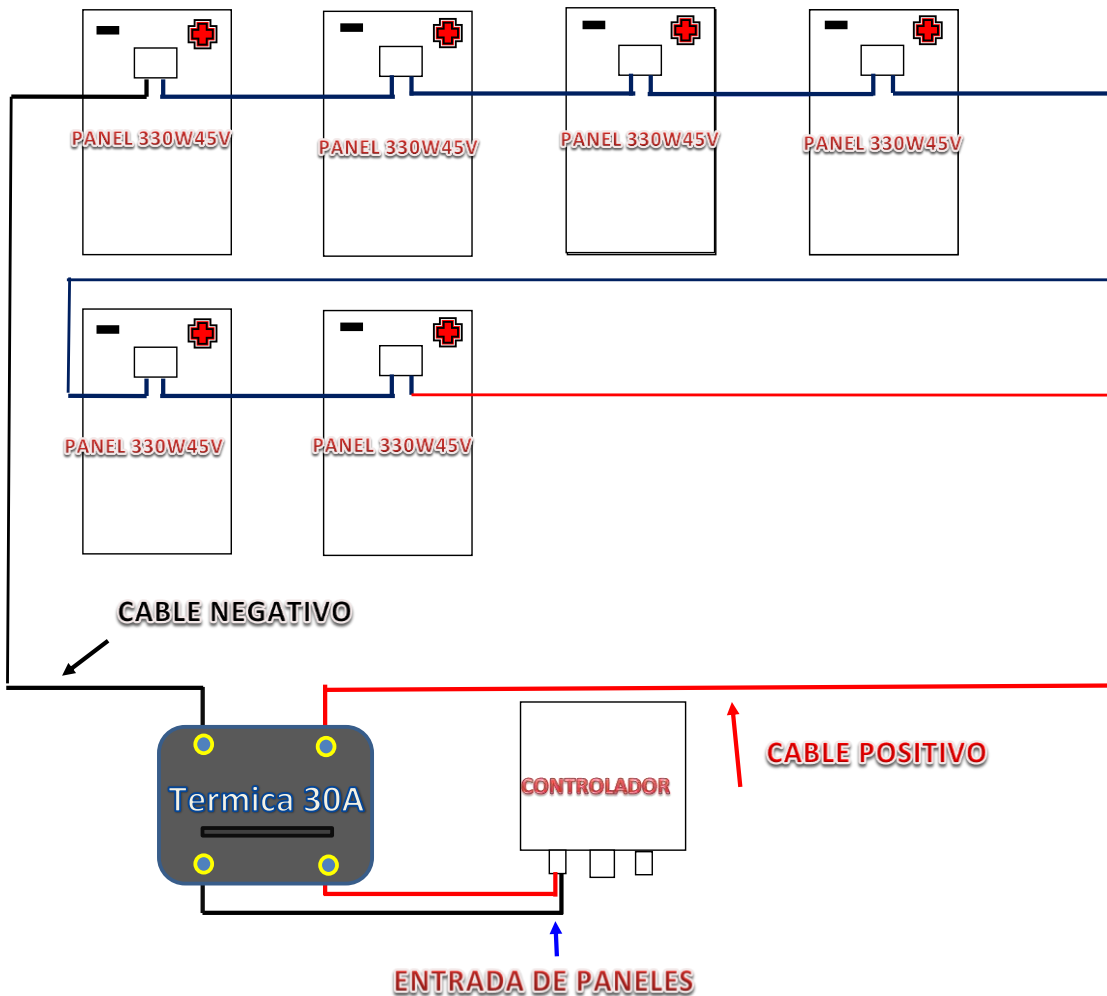 PANEL 330W45V
PANEL 330W45V
PANEL 330W45V
PANEL 330W45V
PANEL 330W45V
PANEL 330W45V
CABLE NEGATIVO
CABLE POSITIVO
Termica 30A
CONTROLADOR
ENTRADA DE PANELES